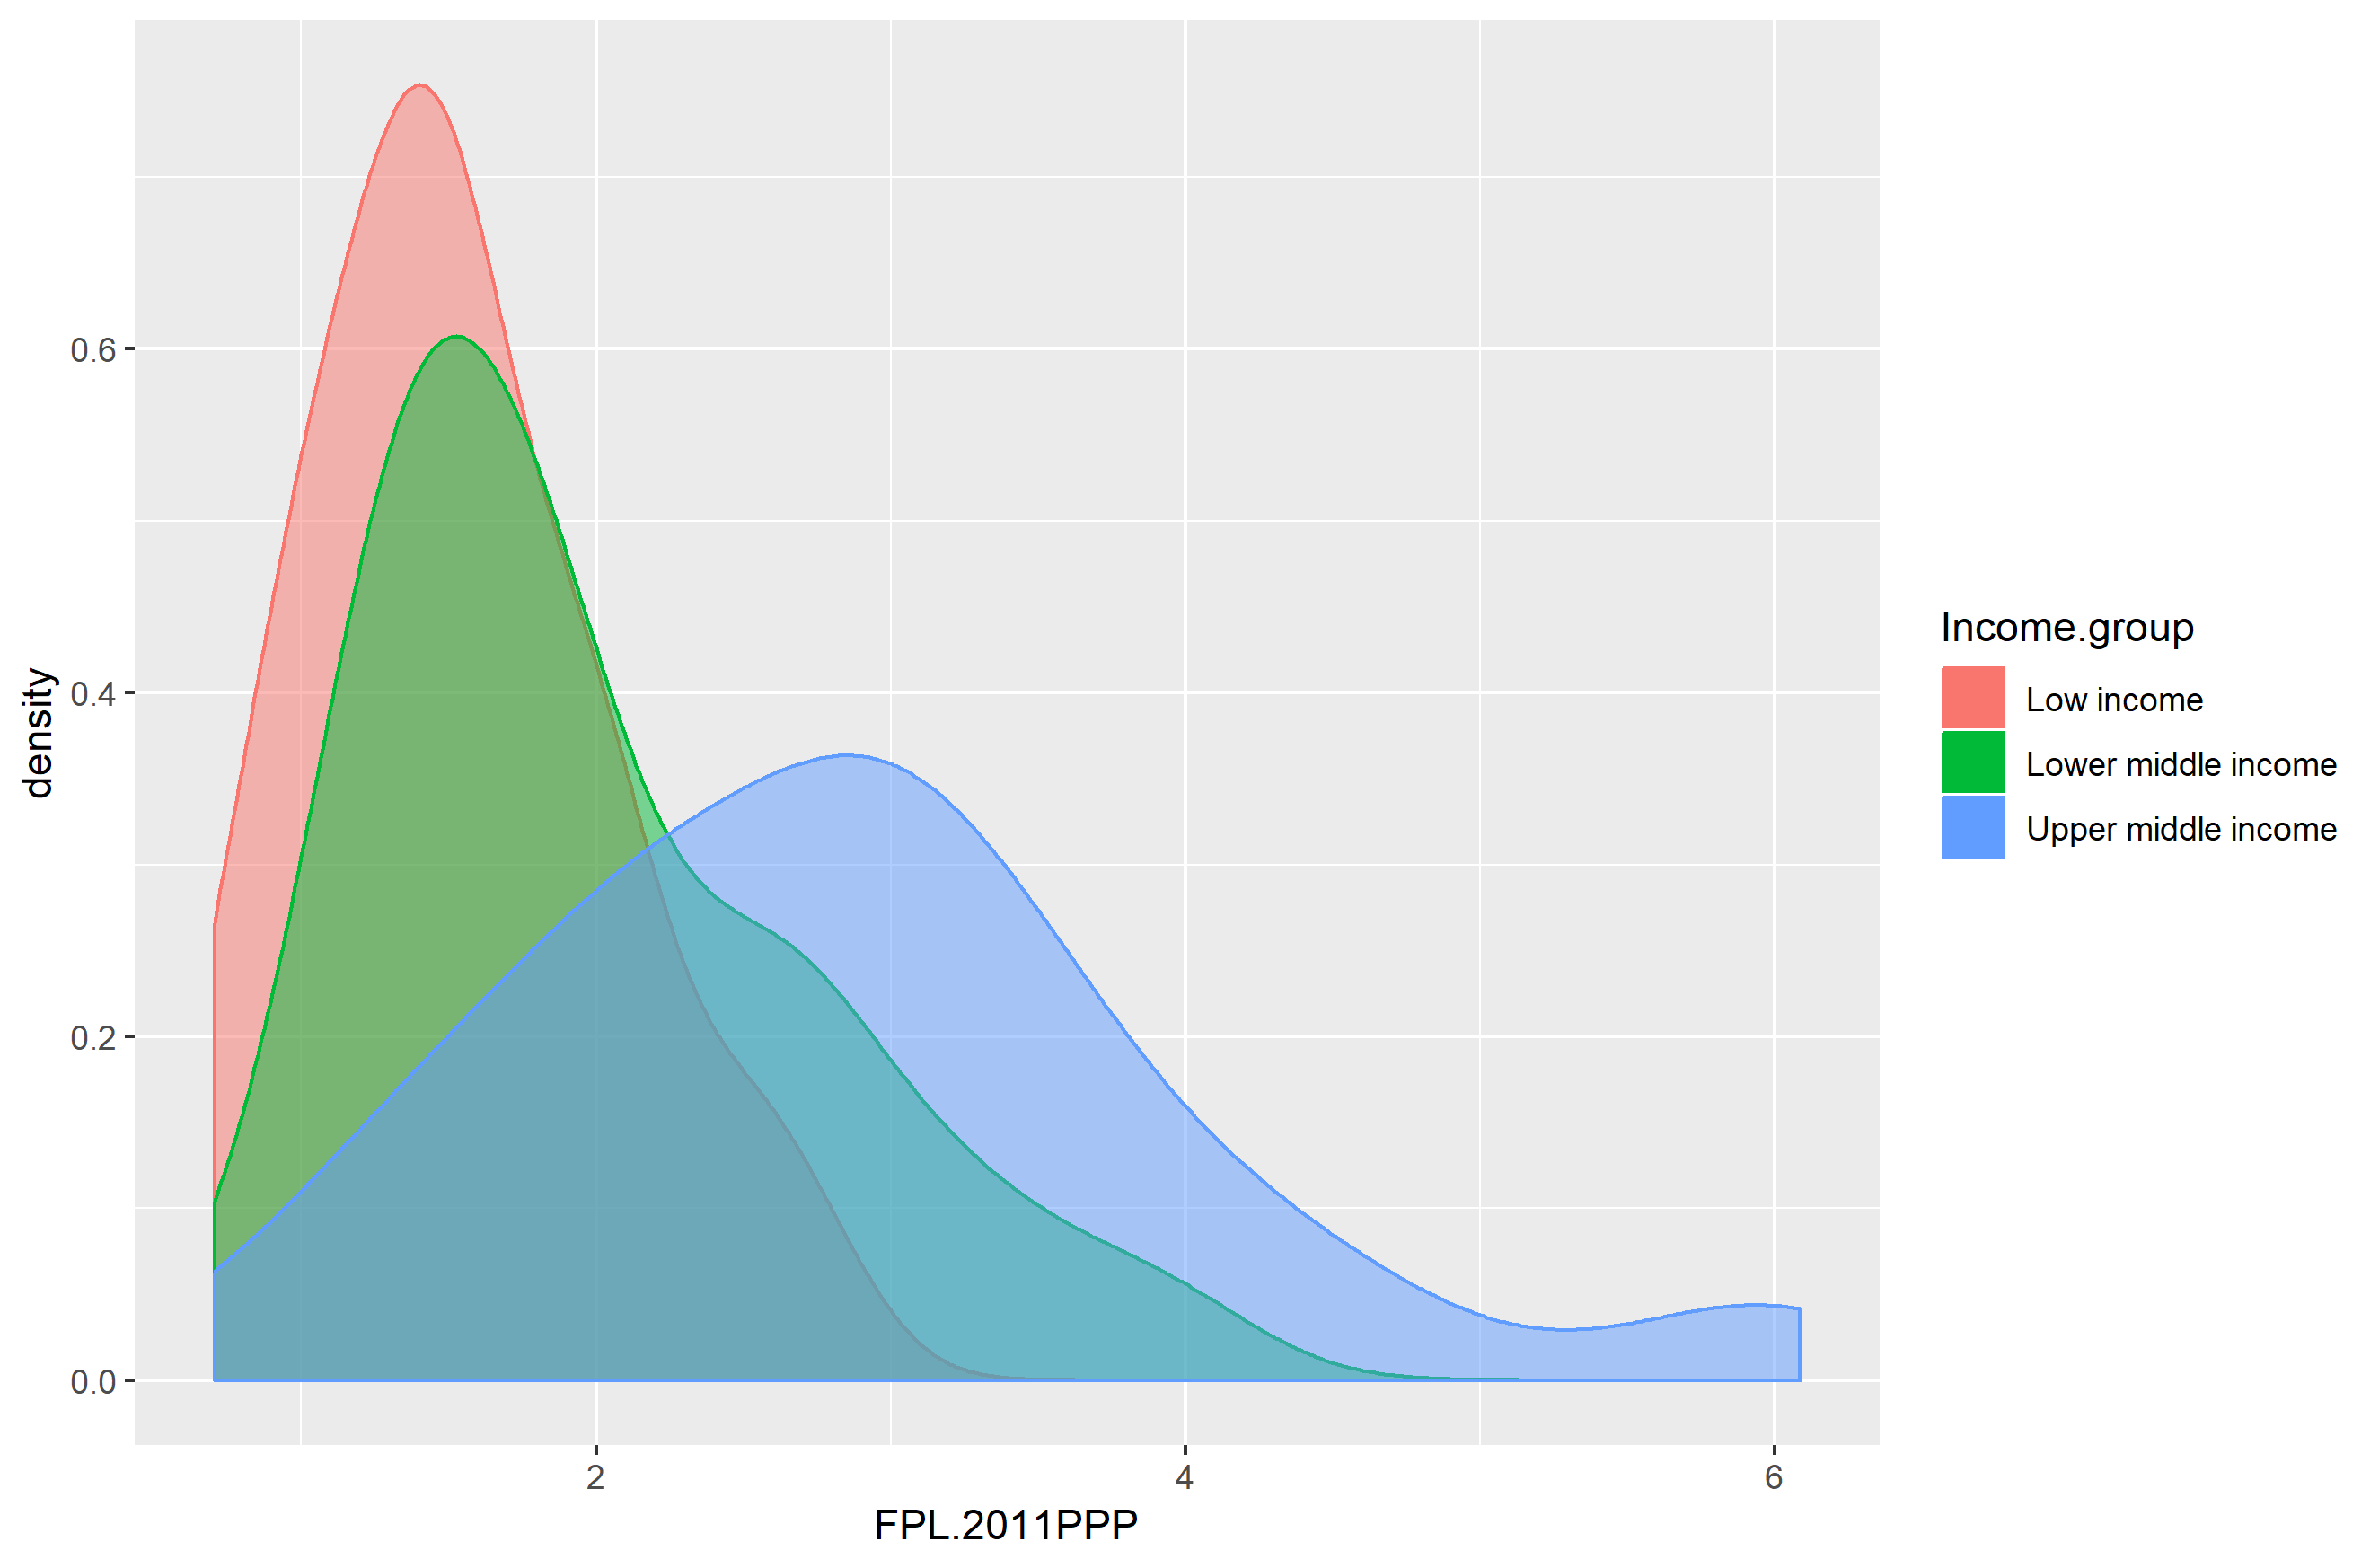 density
0.6
0.4
0.2
0.0
2
4
6
FPL.2011PPP
Income.group
Low income
Lower middle income
Upper middle income